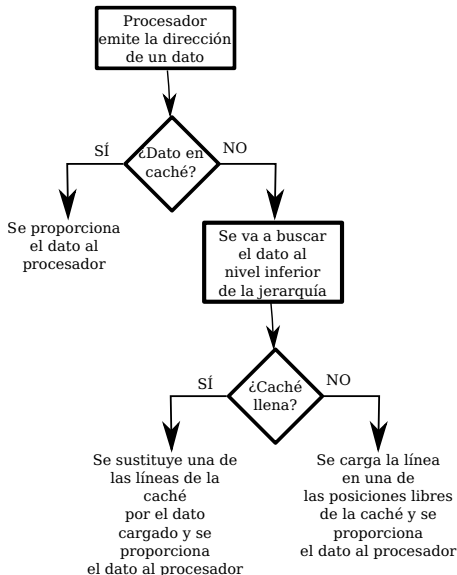 Procesador
emite la dirección
de un dato
¿Dato en
caché?
SÍ
NO
Se proporciona
el dato al
procesador
Se va a buscar
el dato al
nivel inferior
de la jerarquía
¿Caché
llena?
SÍ
NO
Se sustituye una de
las líneas de la
caché
por el dato
cargado y se
proporciona
el dato al procesador
Se carga la línea
en una de
las posiciones libres
de la caché y se
proporciona
el dato al procesador